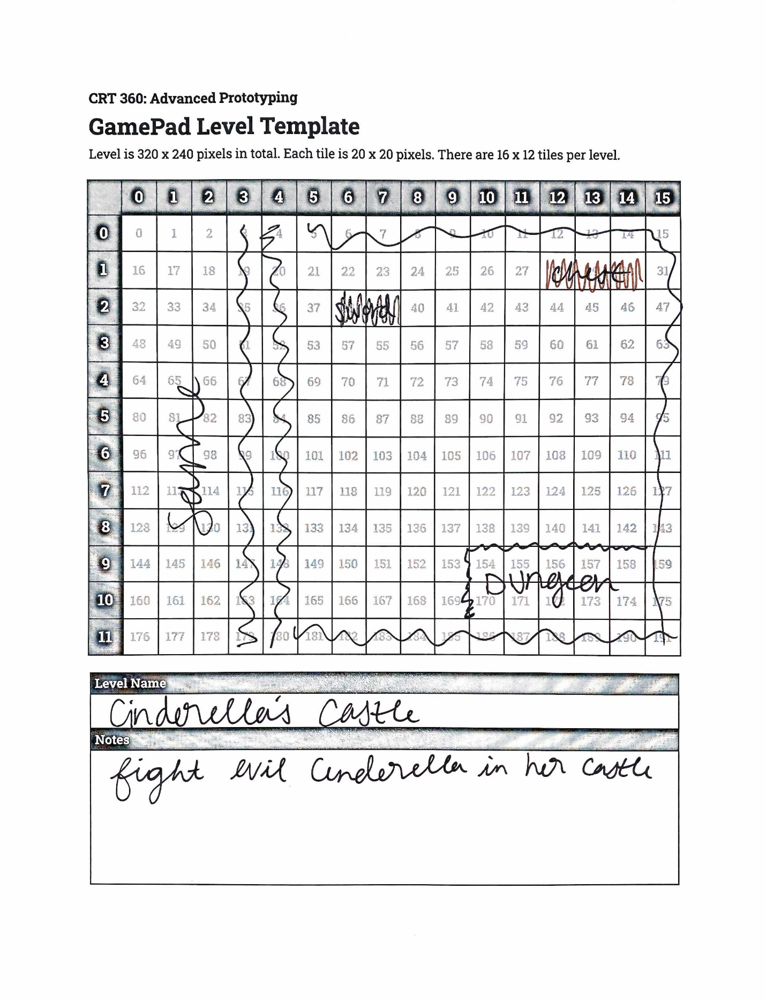 CRT 360: Advanced Prototyping
GamePad Level Template
Level is 320 x 240 pixels in total. Each tile is 20 x 20 pixels. There are 16 x 12 tiles per level.
0 1 2 3 4 5 6 7 8 9 10 11 12 13 14 15
0 0 1 2 3 4 5 6 7 8 9 10 11 12 13 14 15
1 16 17 18 19 20 21 22 23 24 25 26 27 chest 31
2 32 33 34 35 36 37 sword 40 41 42 43 44 45 46 47
3 48 49 50 51 52 53 57 55 56 57 58 59 60 61 62 63
4 64 65 66 67 68 69 70 71 72 73 74 75 76 77 78 79
5 80 81 82 83 84 85 86 87 88 89 90 91 92 93 94 95
6 96 97 98 99 100 101 102 103 104 105 106 107 108 109 110 111
7 112 113 114 115 116 117 118 119 120 121 122 123 124 125 126 127
8 128 129 130 131 132 133 134 135 136 137 138 139 140 141 142 143
9 144 145 146 147 148 149 150 151 152 153 154 155 156 157 158 159
Dungeon
10 160 161 162 163 164 165 166 167 168 169 170 171 172 173 174 175
11 176 177 178 179 180 181 182 183 184 185 186 187 188 189 190 191
Level Name
Cinderella's Castle
Notes
fight evil Cinderella in her castle